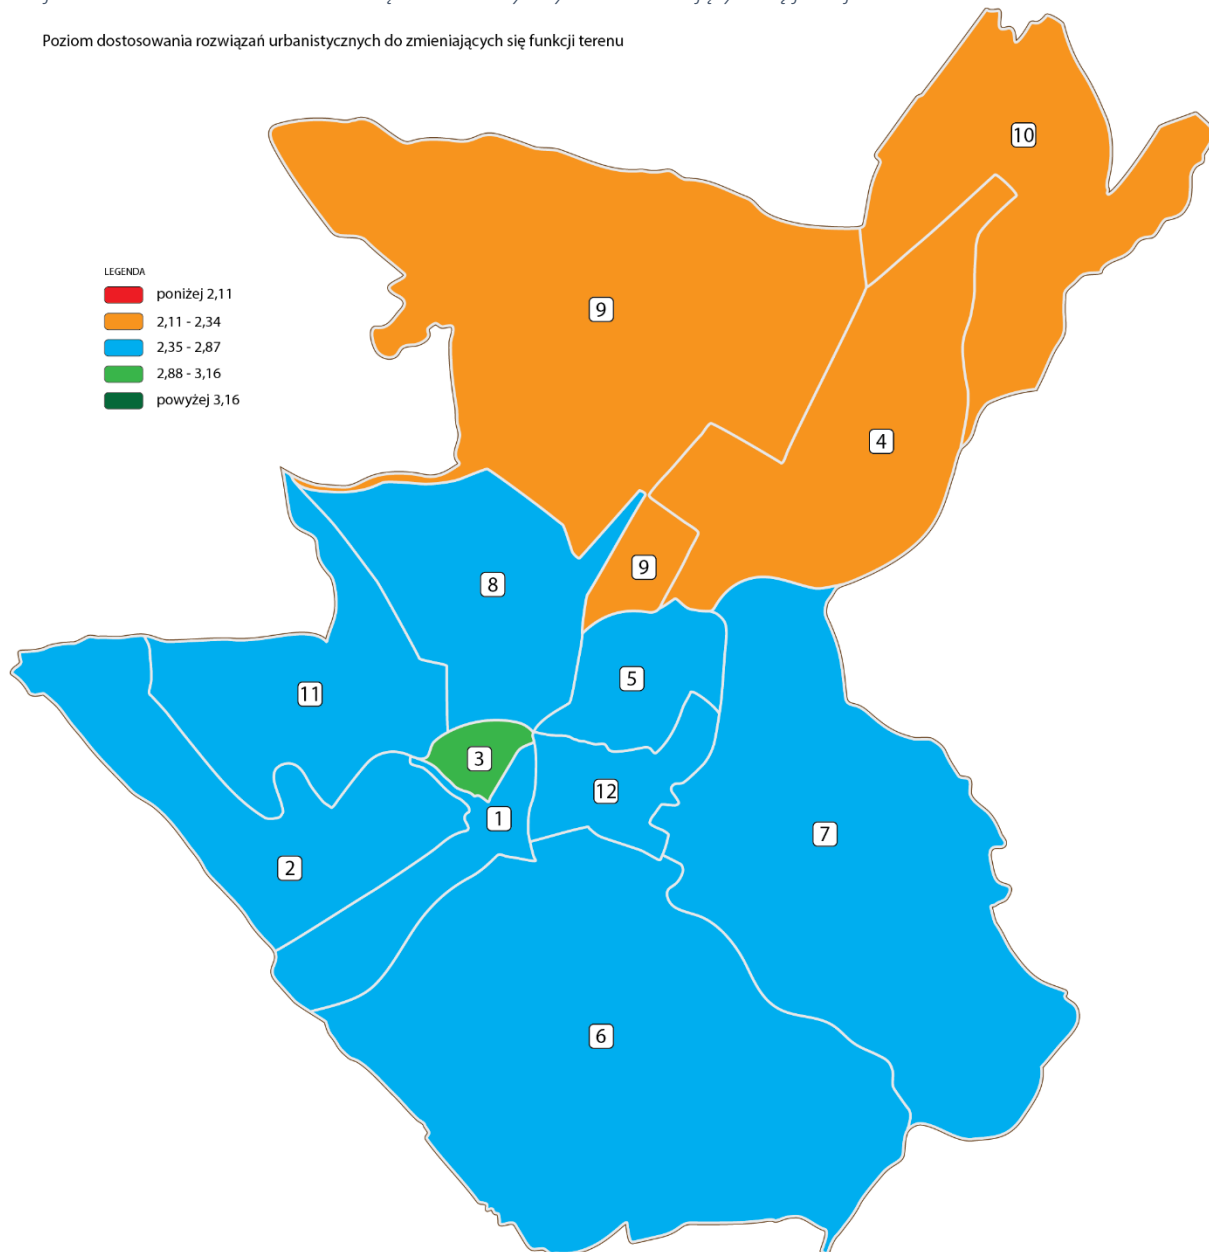 Poziom dostosowania rozwiązań urbanistycznych do zmieniających się funkcji terenu
10
LEGENDA
poniżej 2,11
2,11 - 2,34
2,35 - 2,87
2,88 - 3,16
powyżej 3,16
9
4
9
8
5
11
3
12
1
7
2
6